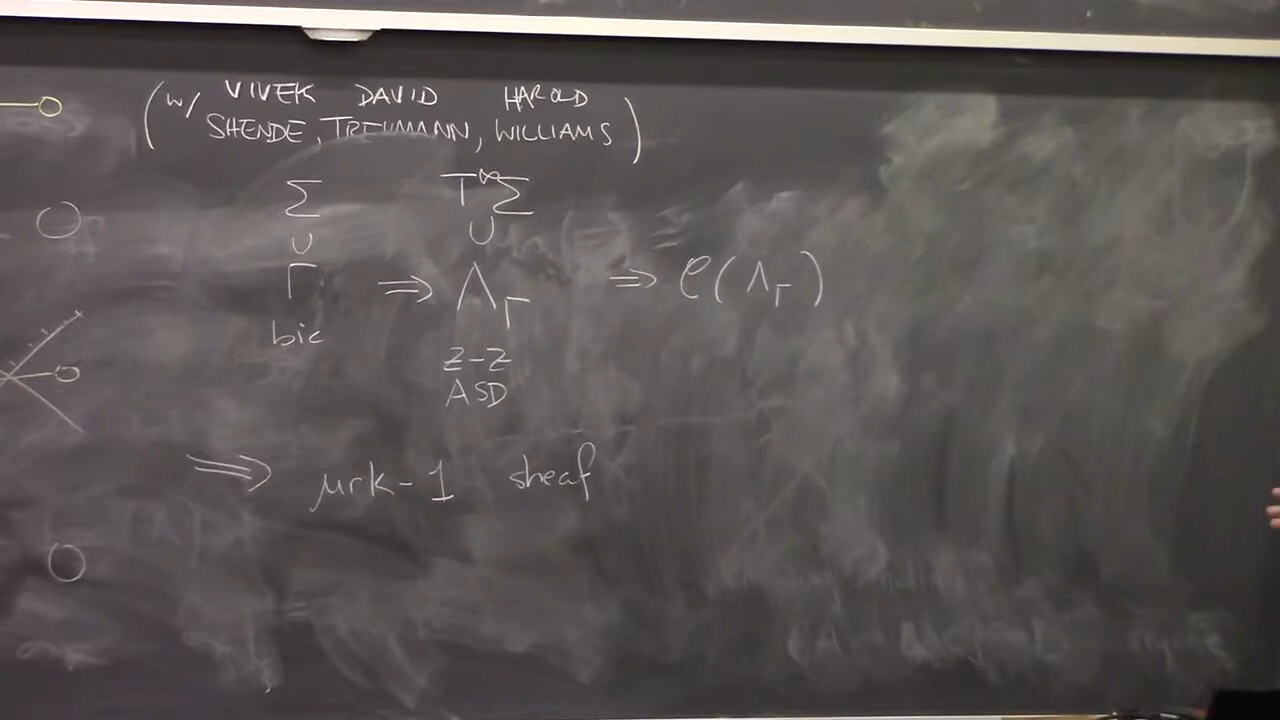 (w/ VIVEK DAVID HAROLD
SHENDE, TREUMANN, WILLIAMS)
Σ T^∞Σ
∪ ∪
Γ ⇒ Λ_Γ ⇒ C(Λ_Γ)
bic Z-Z
ASD
⇒ μrk-1 sheaf